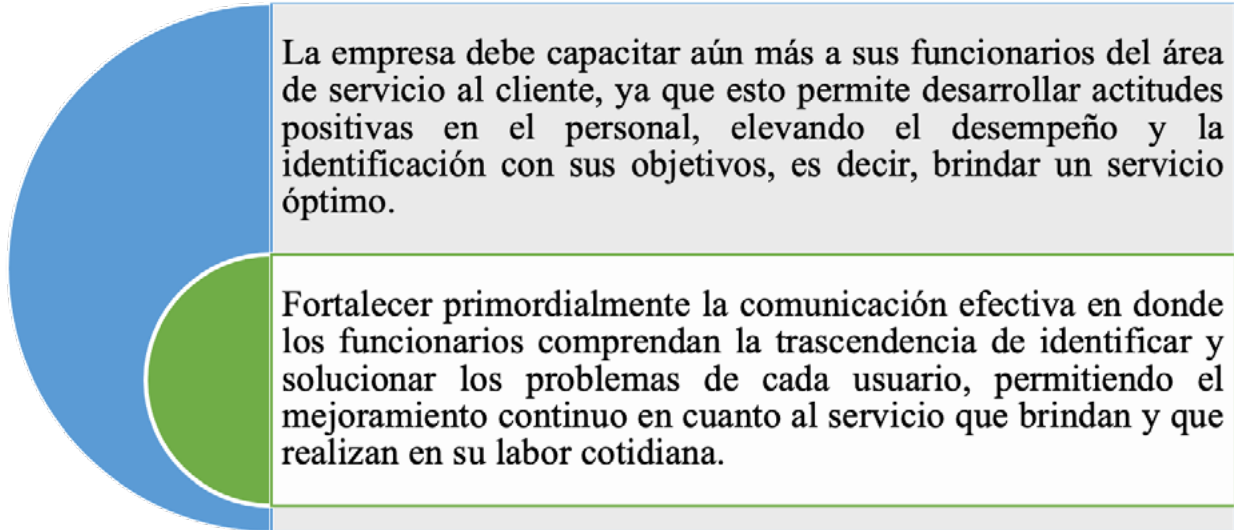 La empresa debe capacitar aún más a sus funcionarios del área
de servicio al cliente, ya que esto permite desarrollar actitudes
positivas en el personal, elevando el desempeño y la
identificación con sus objetivos, es decir, brindar un servicio
óptimo.
Fortalecer primordialmente la comunicación efectiva en donde
los funcionarios comprendan la trascendencia de identificar y
solucionar los problemas de cada usuario, permitiendo el
mejoramiento continuo en cuanto al servicio que brindan y que
realizan en su labor cotidiana.